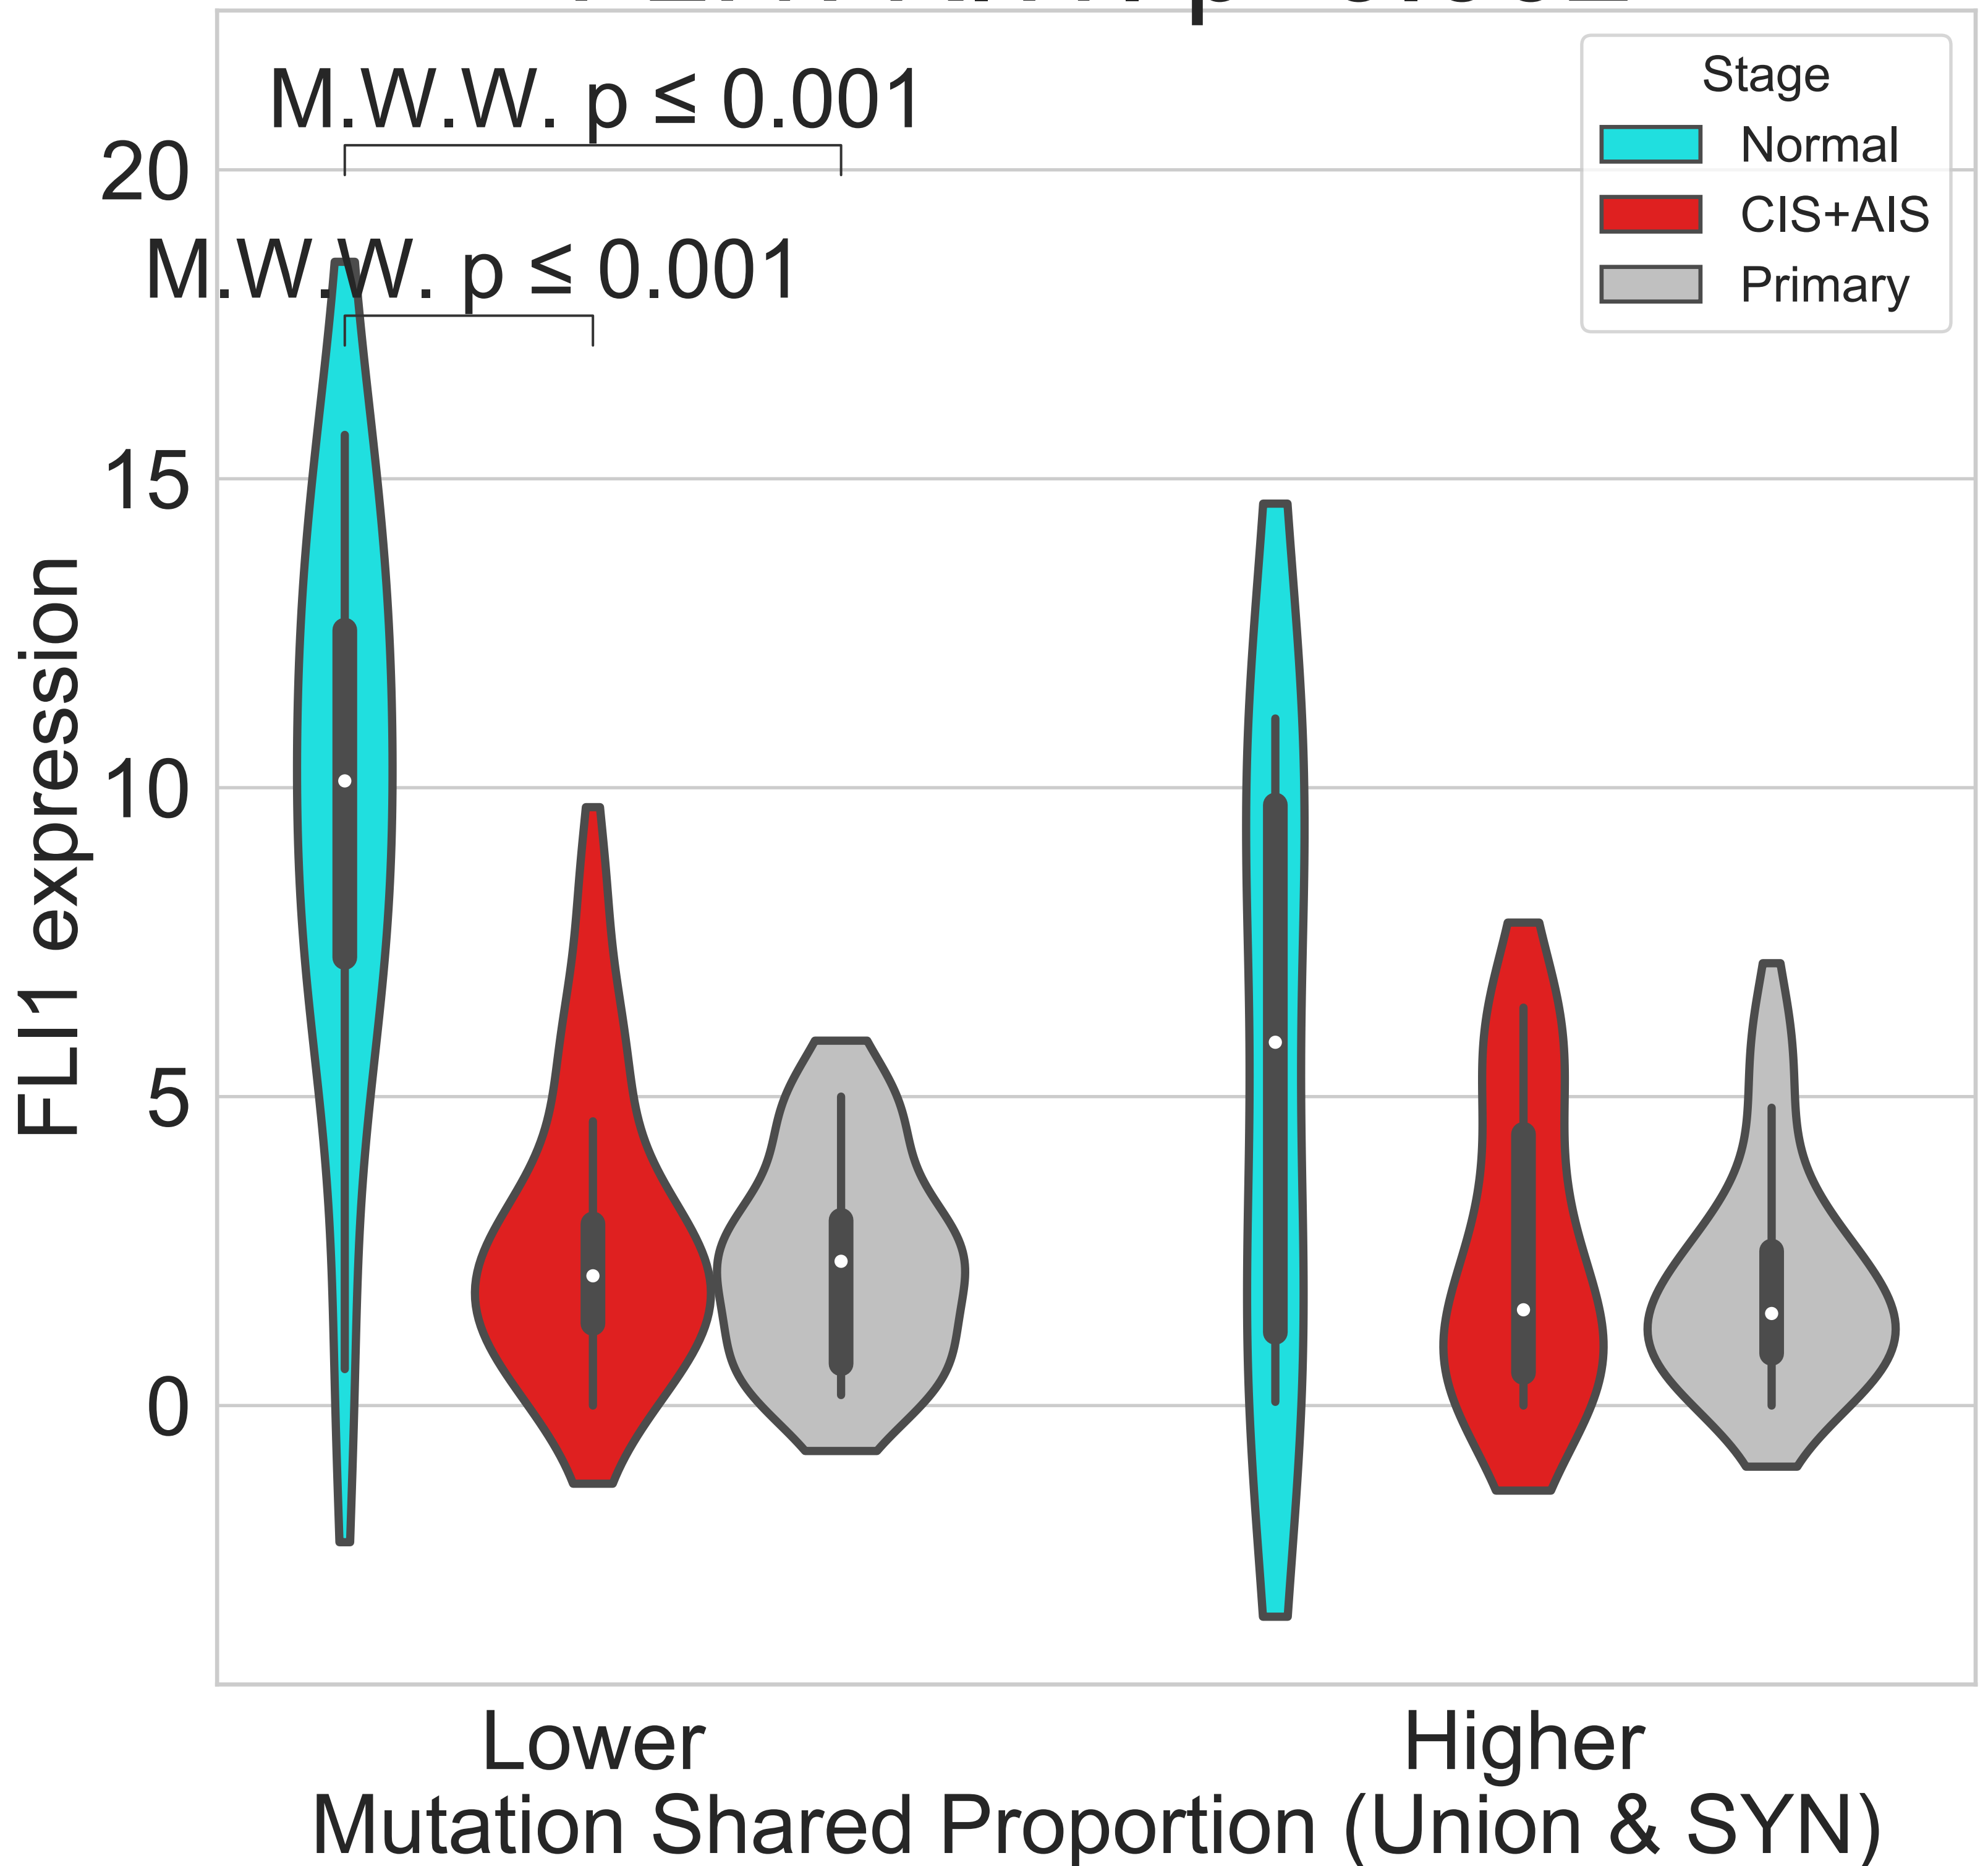 M.W.W. p ≤ 0.001
M.W.W. p ≤ 0.001
Stage
Normal
CIS+AIS
Primary
20
15
10
5
0
FLI1 expression
Lower
Higher
Mutation Shared Proportion (Union & SYN)